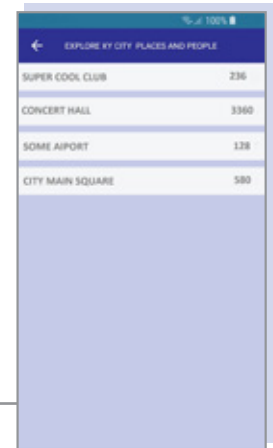 100%
EXPLORE KY CITY PLACES AND PEOPLE
SUPER COOL CLUB 236
CONCERT HALL 3360
SOME AIPORT 128
CITY MAIN SQUARE 580